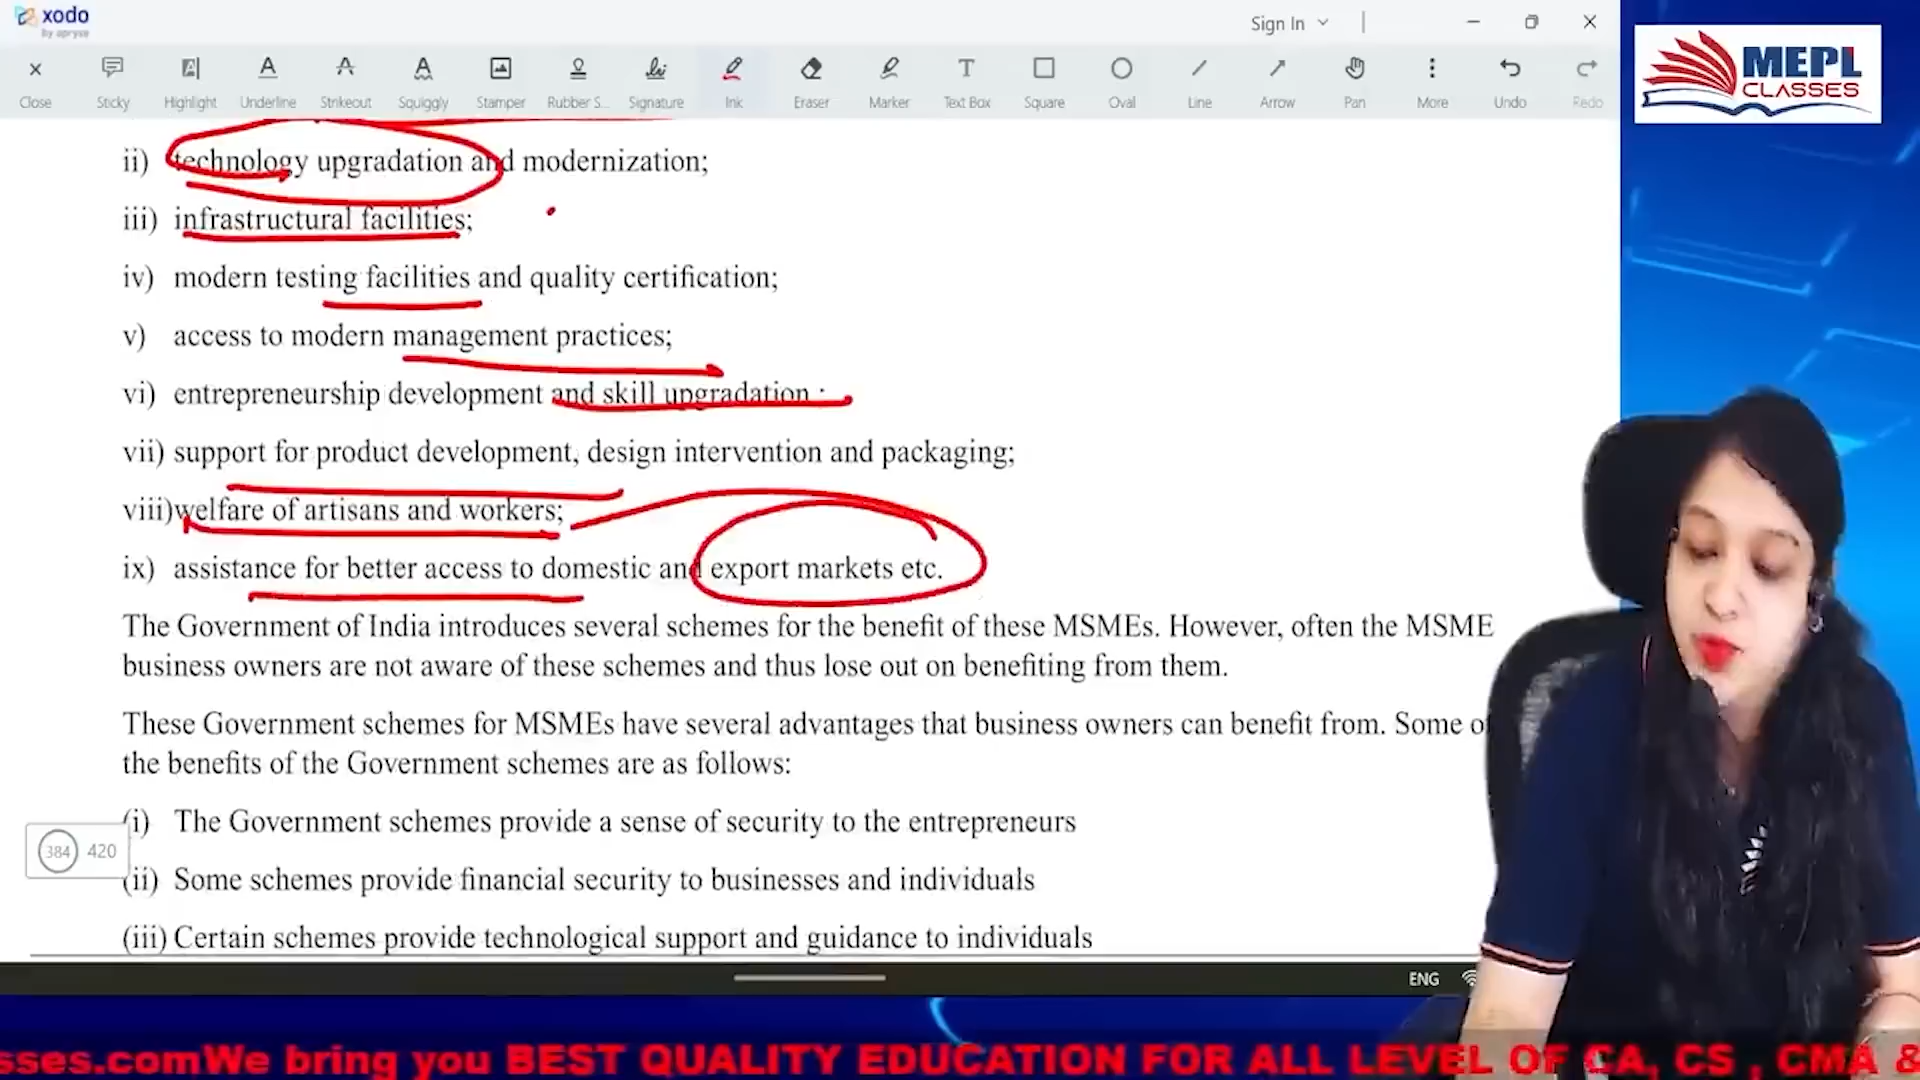 xodo
by apryse
Sign In
Close Sticky Highlight Underline Strikeout Squiggly Stamper Rubber S... Signature Ink Eraser Marker Text Box Square Oval Line Arrow Pan More Undo Redo
MEPL
CLASSES
ii) technology upgradation and modernization;
iii) infrastructural facilities;
iv) modern testing facilities and quality certification;
v) access to modern management practices;
vi) entrepreneurship development and skill upgradation ;
vii) support for product development, design intervention and packaging;
viii)welfare of artisans and workers;
ix) assistance for better access to domestic and export markets etc.
The Government of India introduces several schemes for the benefit of these MSMEs. However, often the MSME
business owners are not aware of these schemes and thus lose out on benefiting from them.
These Government schemes for MSMEs have several advantages that business owners can benefit from. Some of
the benefits of the Government schemes are as follows:
(i) The Government schemes provide a sense of security to the entrepreneurs
384 420
(ii) Some schemes provide financial security to businesses and individuals
(iii) Certain schemes provide technological support and guidance to individuals
ENG
sses.comWe bring you BEST QUALITY EDUCATION FOR ALL LEVEL OF CA, CS , CMA &